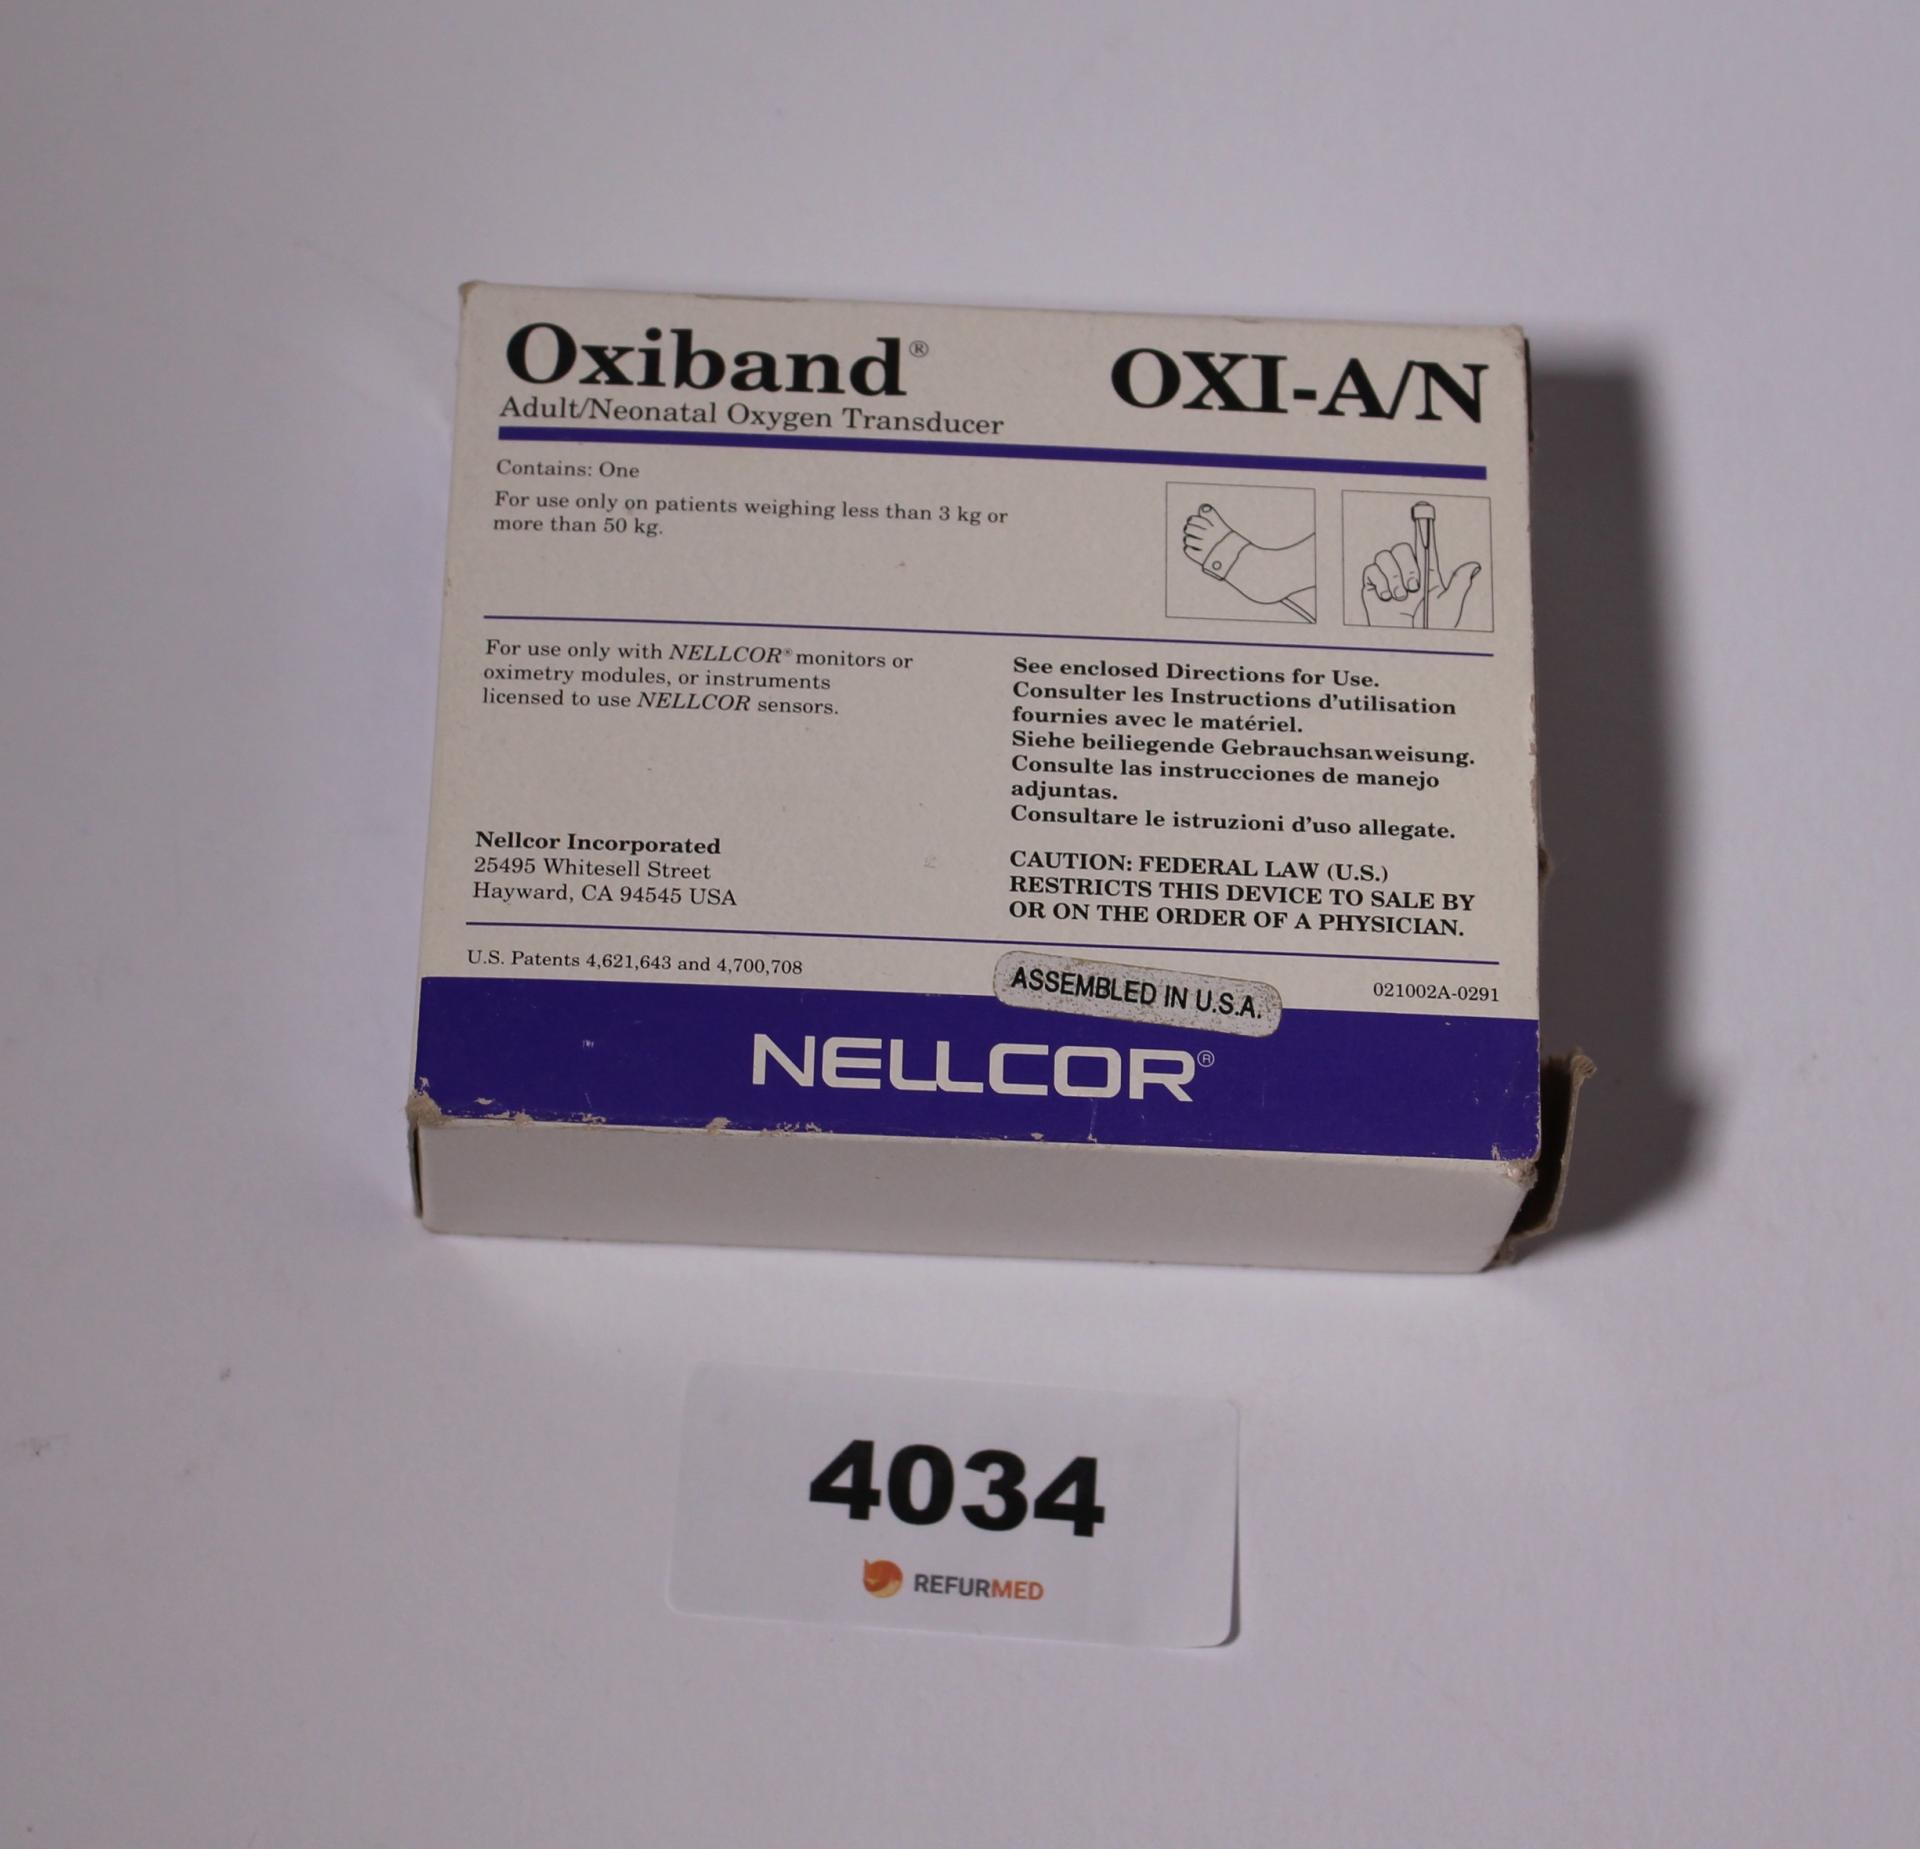 Oxiband®
OXI-A/N
Adult/Neonatal Oxygen Transducer
Contains: One
For use only on patients weighing less than 3 kg or
more than 50 kg.
For use only with NELLCOR® monitors or
oximetry modules, or instruments
licensed to use NELLCOR sensors.
Nellcor Incorporated
25495 Whitesell Street
Hayward, CA 94545 USA
See enclosed Directions for Use.
Consulter les Instructions d'utilisation
fournies avec le matériel.
Siehe beiliegende Gebrauchsanweisung.
Consulte las instrucciones de manejo
adjuntas.
Consultare le istruzioni d'uso allegate.
CAUTION: FEDERAL LAW (U.S.)
RESTRICTS THIS DEVICE TO SALE BY
OR ON THE ORDER OF A PHYSICIAN.
U.S. Patents 4,621,643 and 4,700,708
ASSEMBLED IN U.S.A.
021002A-0291
NELLCOR®
4034
REFURMED